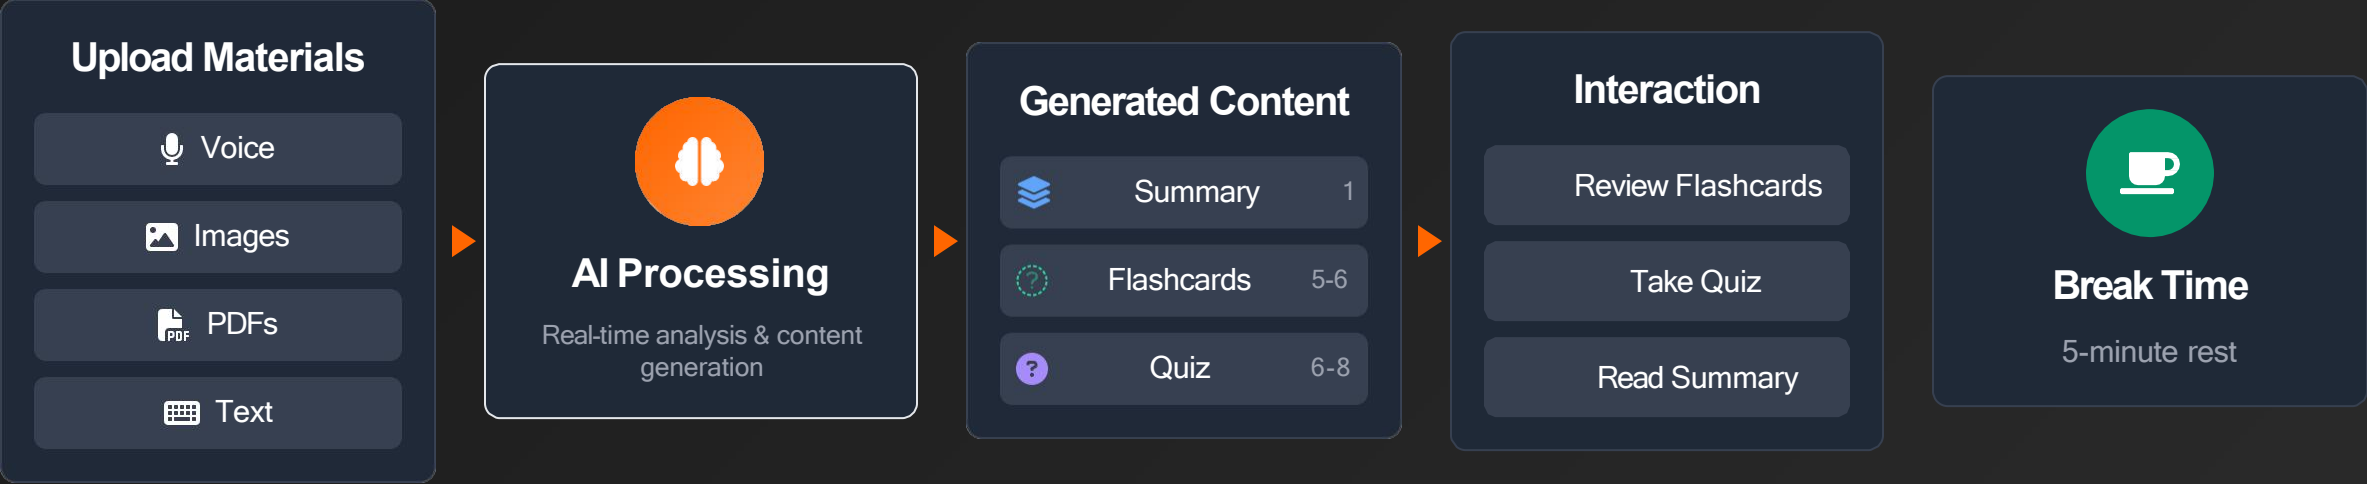 Upload Materials
Voice
Images
PDF
PDFs
Text
AI Processing
Real-time analysis & content
generation
Generated Content
Summary 1
? Flashcards 5-6
? Quiz 6-8
Interaction
Review Flashcards
Take Quiz
Read Summary
Break Time
5-minute rest